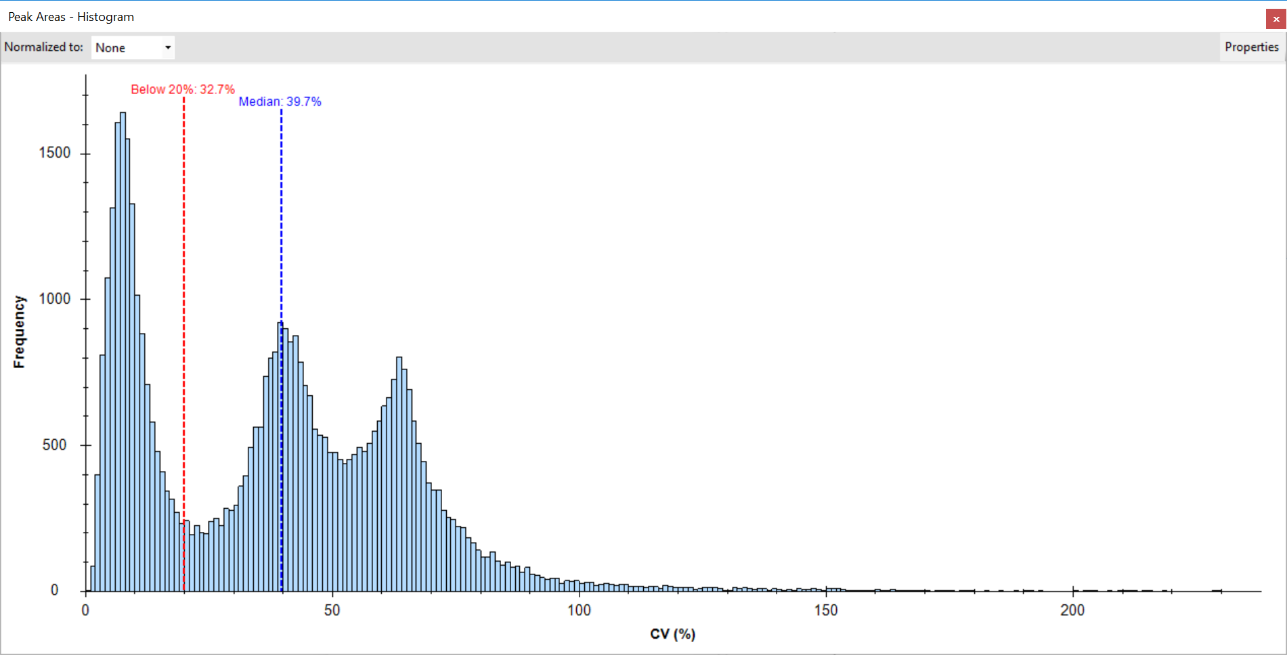 Peak Areas - Histogram
Normalized to: None
Properties
Below 20%: 32.7%
Median: 39.7%
1500
1000
500
0
Frequency
0 50 100 150 200
CV (%)